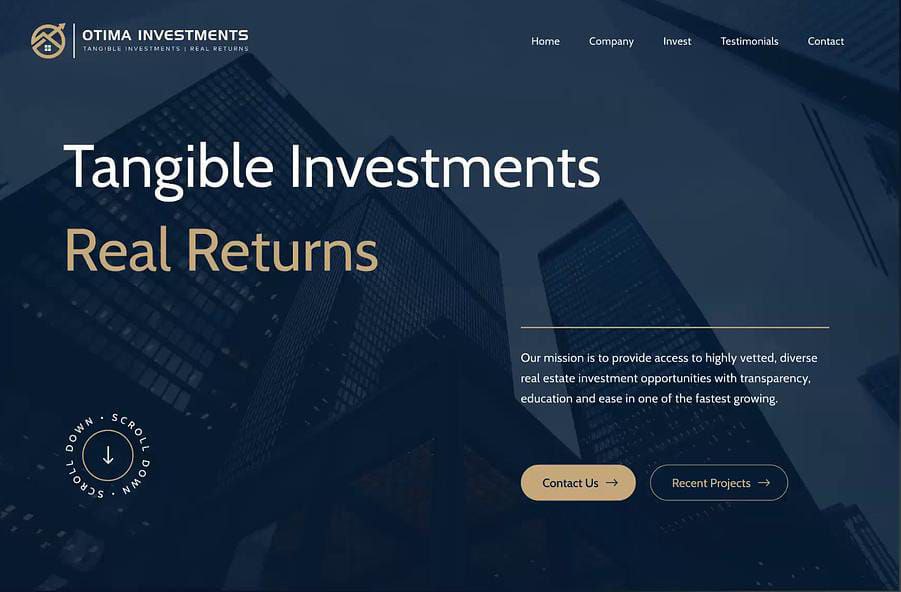 OTIMA INVESTMENTS
TANGIBLE INVESTMENTS | REAL RETURNS
Home Company Invest Testimonials Contact
Tangible Investments
Real Returns
Our mission is to provide access to highly vetted, diverse
real estate investment opportunities with transparency,
education and ease in one of the fastest growing.
SCROLL DOWN • SCROLL DOWN •
Contact Us →
Recent Projects →